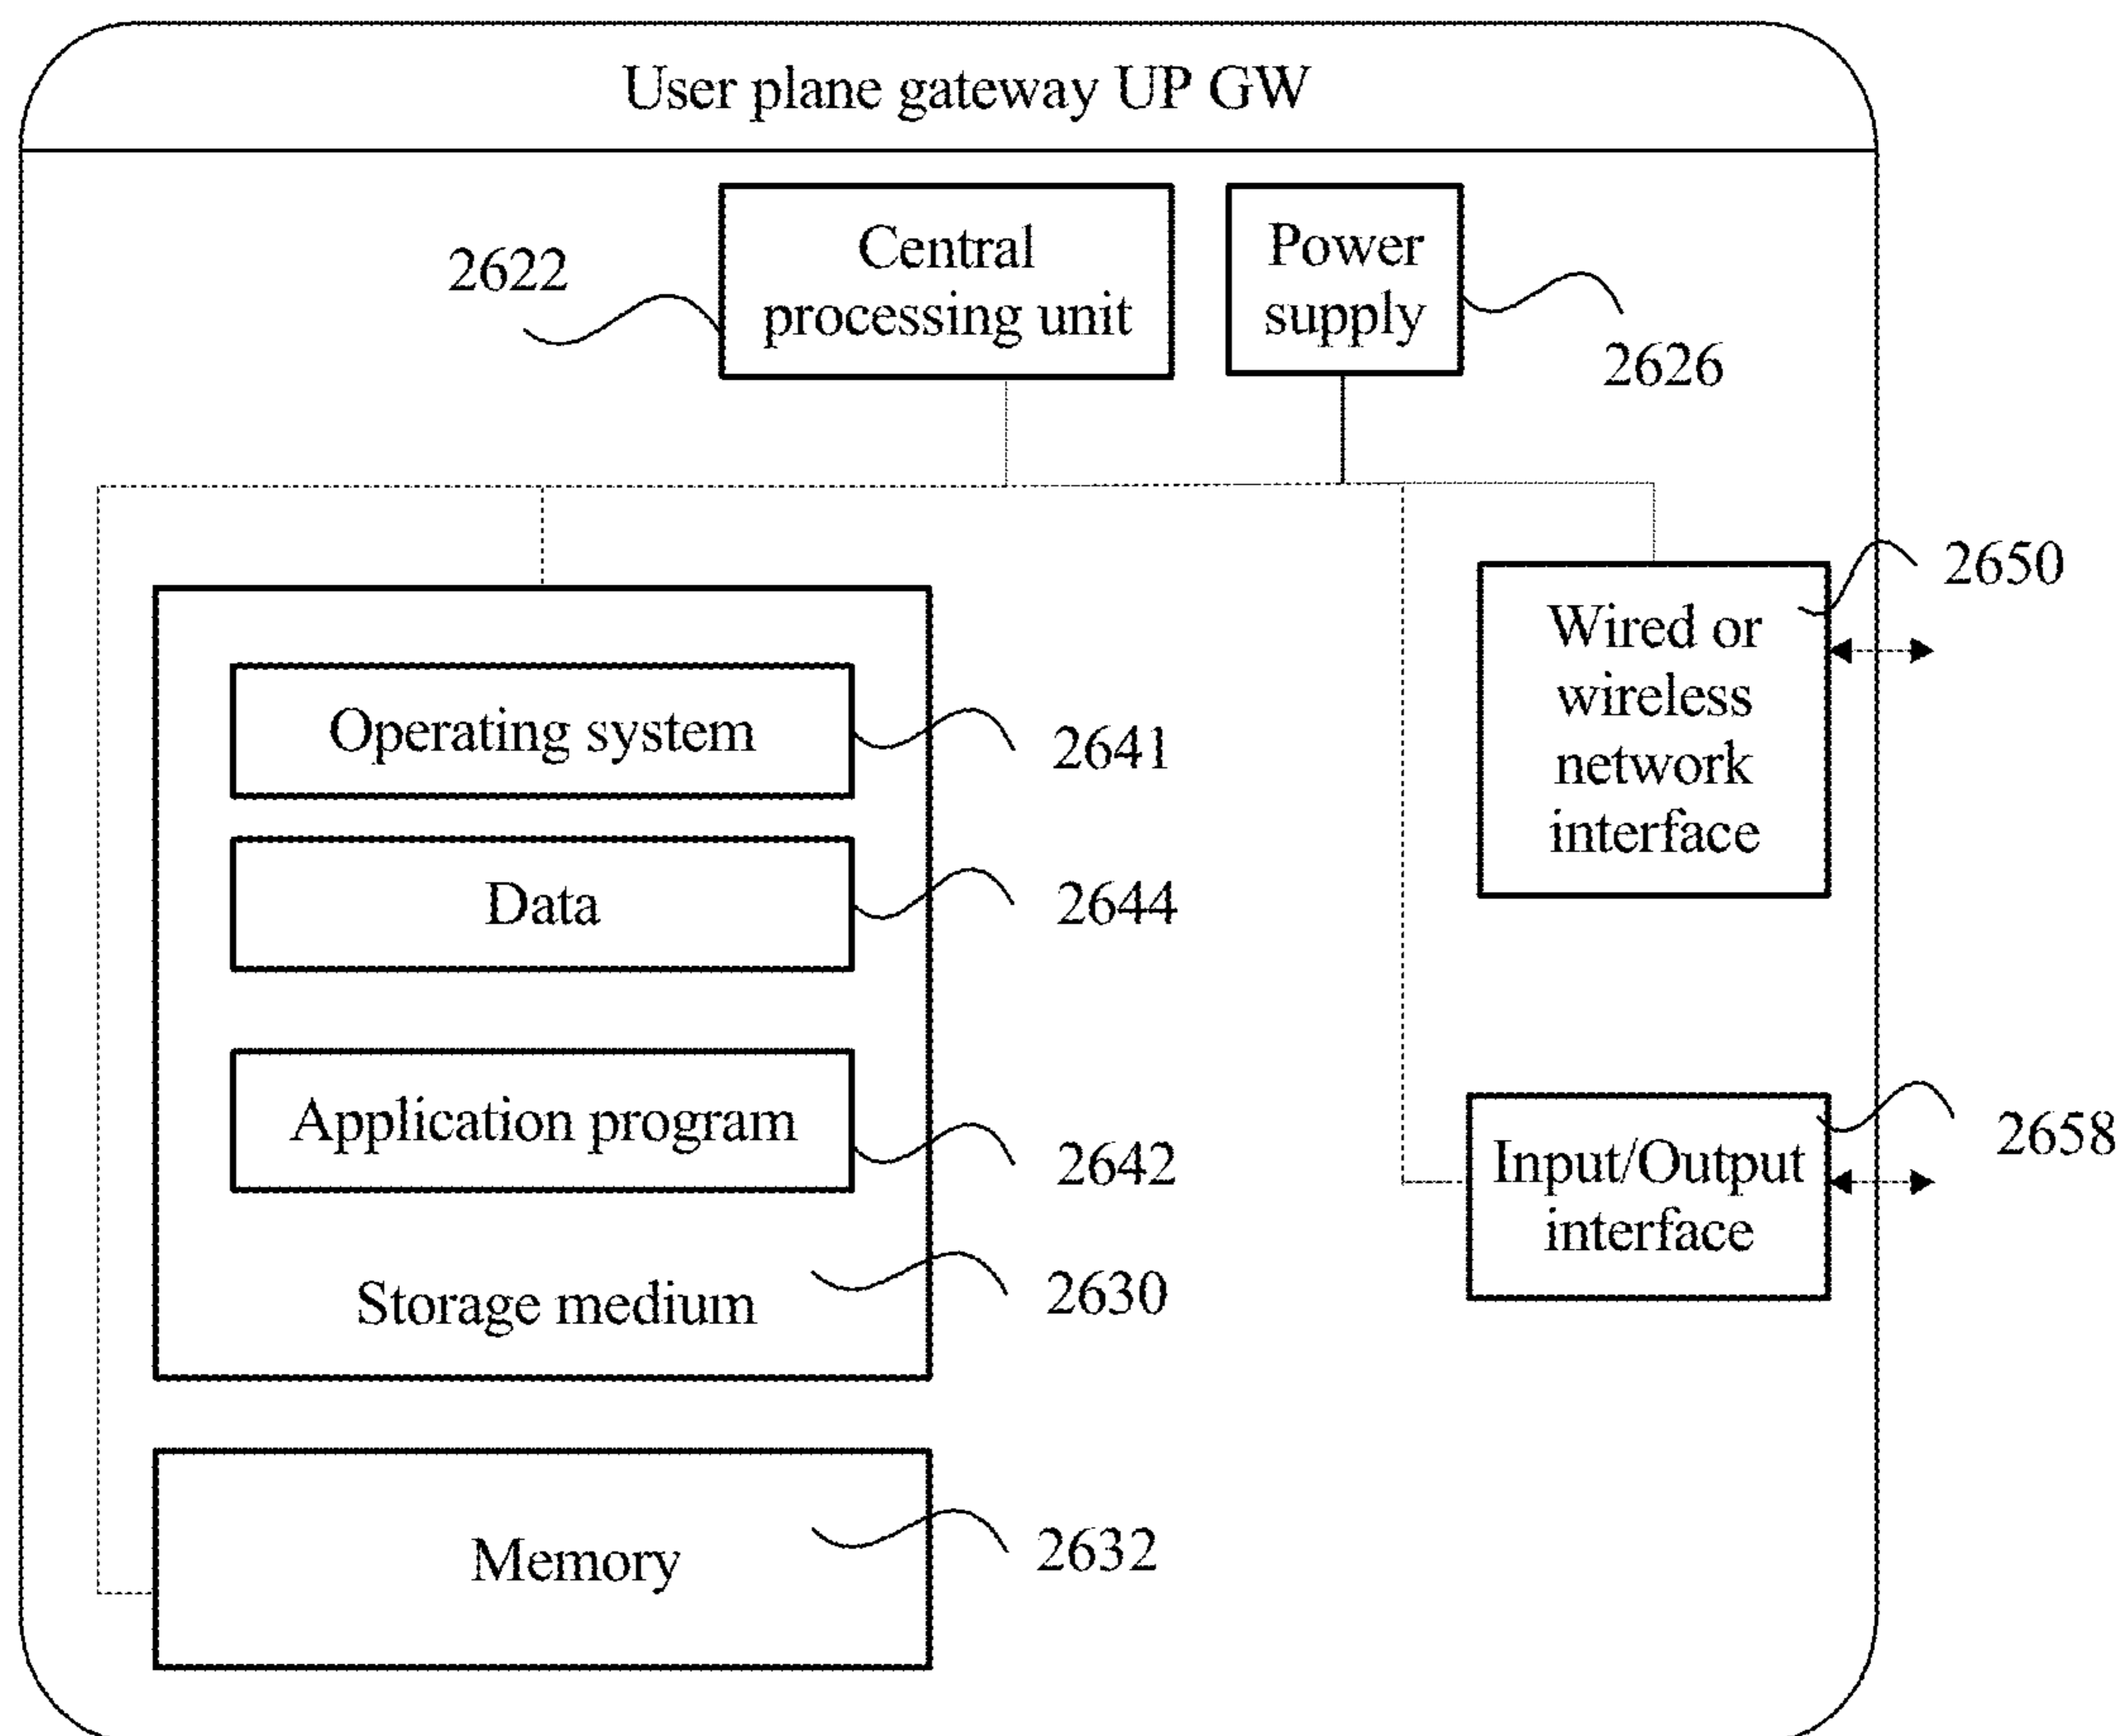 User plane gateway UP GW
2622
Central
processing unit
Power
supply
2626
2650
Wired or
wireless
network
interface
Operating system
2641
Data
2644
Application program
2642
2658
Input/Output
interface
Storage medium
2630
Memory
2632